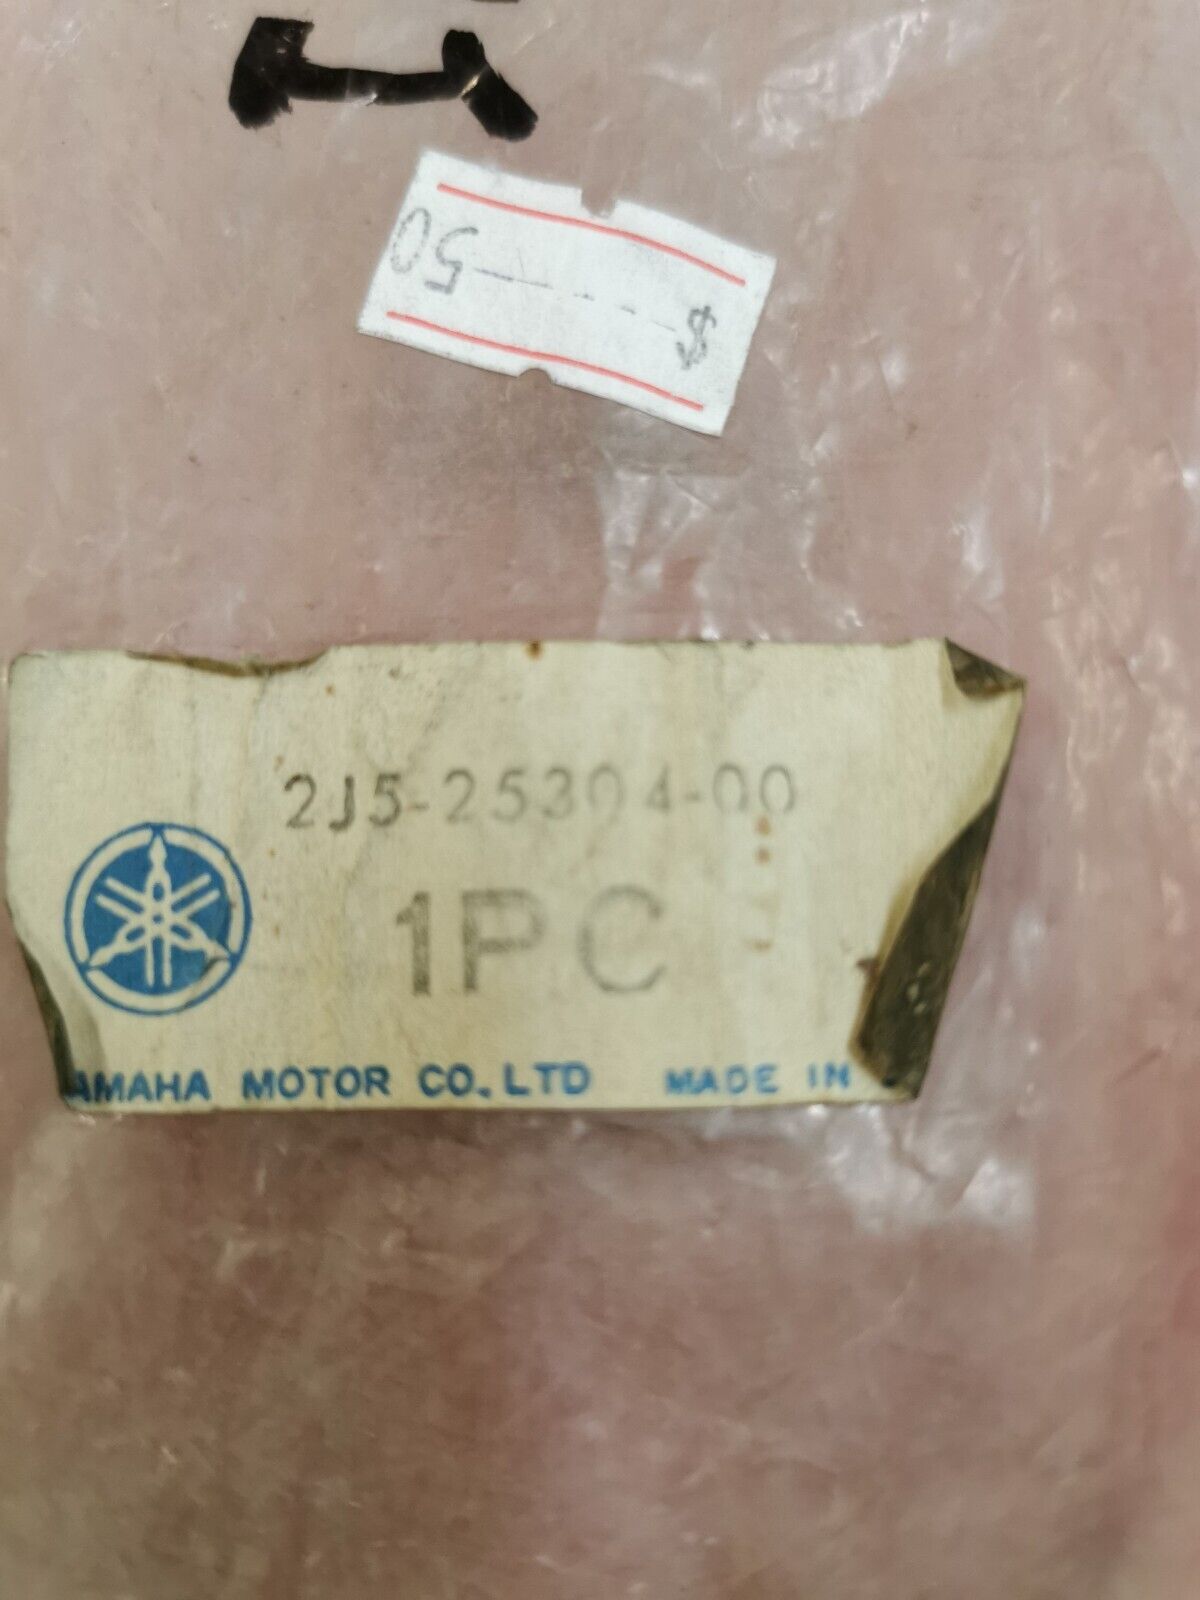 $-----50
2J5-25304-00
1PC
AMAHA MOTOR CO.. LTD MADE IN